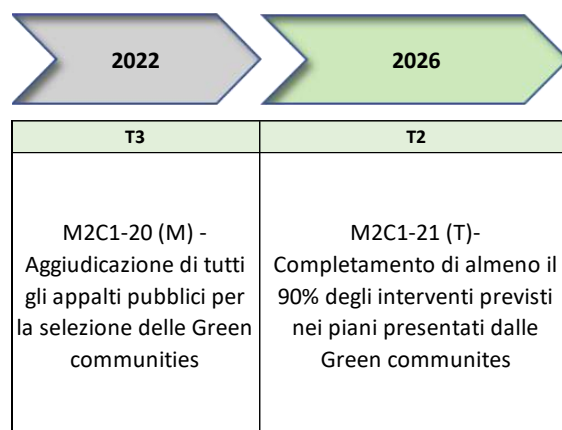 2022
2026
T3
T2
M2C1-20 (M) -
Aggiudicazione di tutti
gli appalti pubblici per
la selezione delle Green
communities
M2C1-21 (T)-
Completamento di almeno il
90% degli interventi previsti
nei piani presentati dalle
Green communites